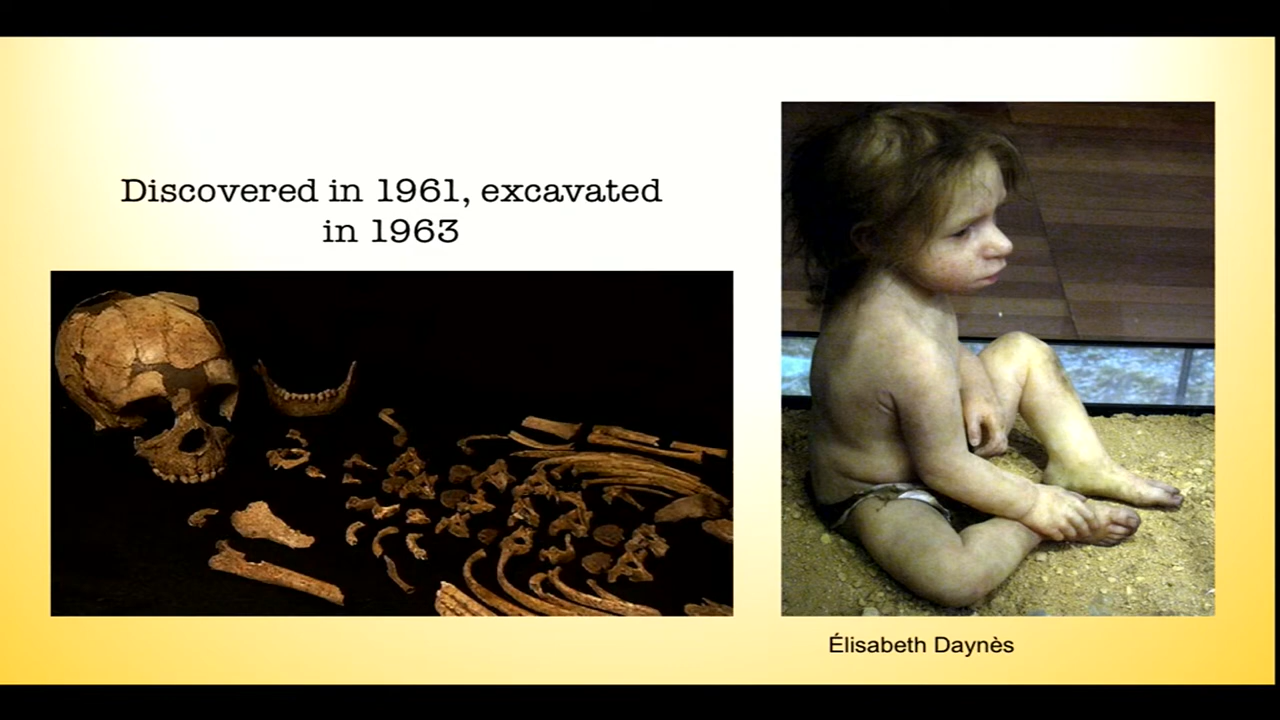 Discovered in 1961, excavated
in 1963
Élisabeth Daynès